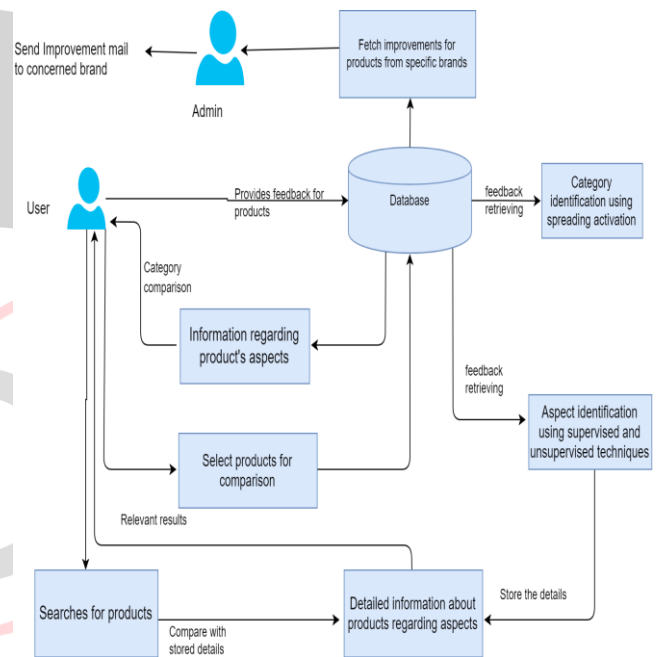 Send Improvement mail
to concerned brand
Admin
Fetch improvements for
products from specific brands
User
Provides feedback for
products
Database
feedback
retrieving
Category
identification using
spreading activation
Category
comparison
Information regarding
product's aspects
feedback
retrieving
Aspect identification
using supervised and
unsupervised techniques
Select products for
comparison
Relevant results
Searches for products
Compare with
stored details
Detailed information about
products regarding aspects
Store the details